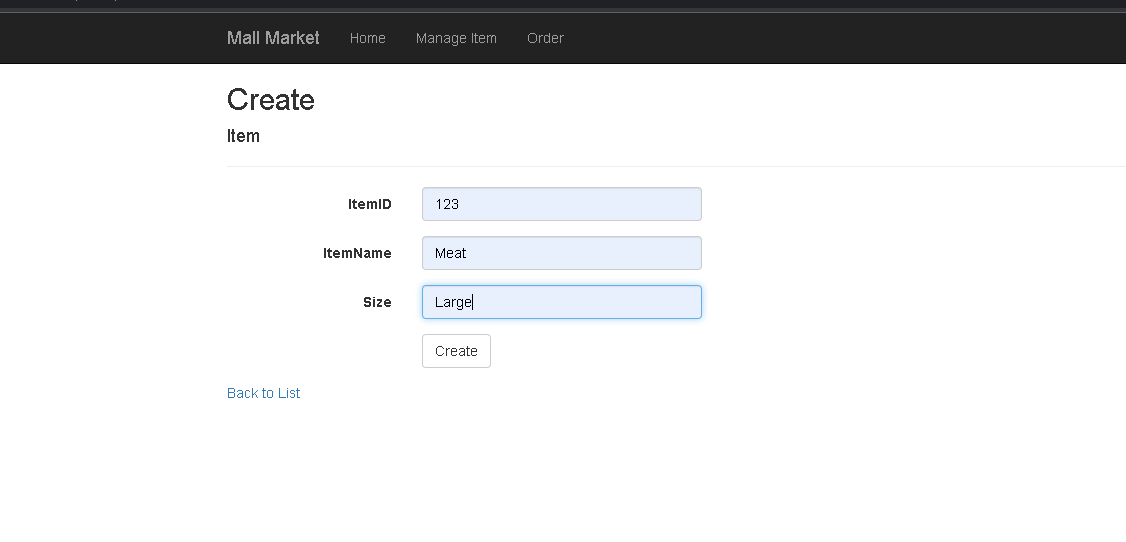 Mall Market Home Manage Item Order
Create
Item
ItemID 123
ItemName Meat
Size Large
Create
Back to List